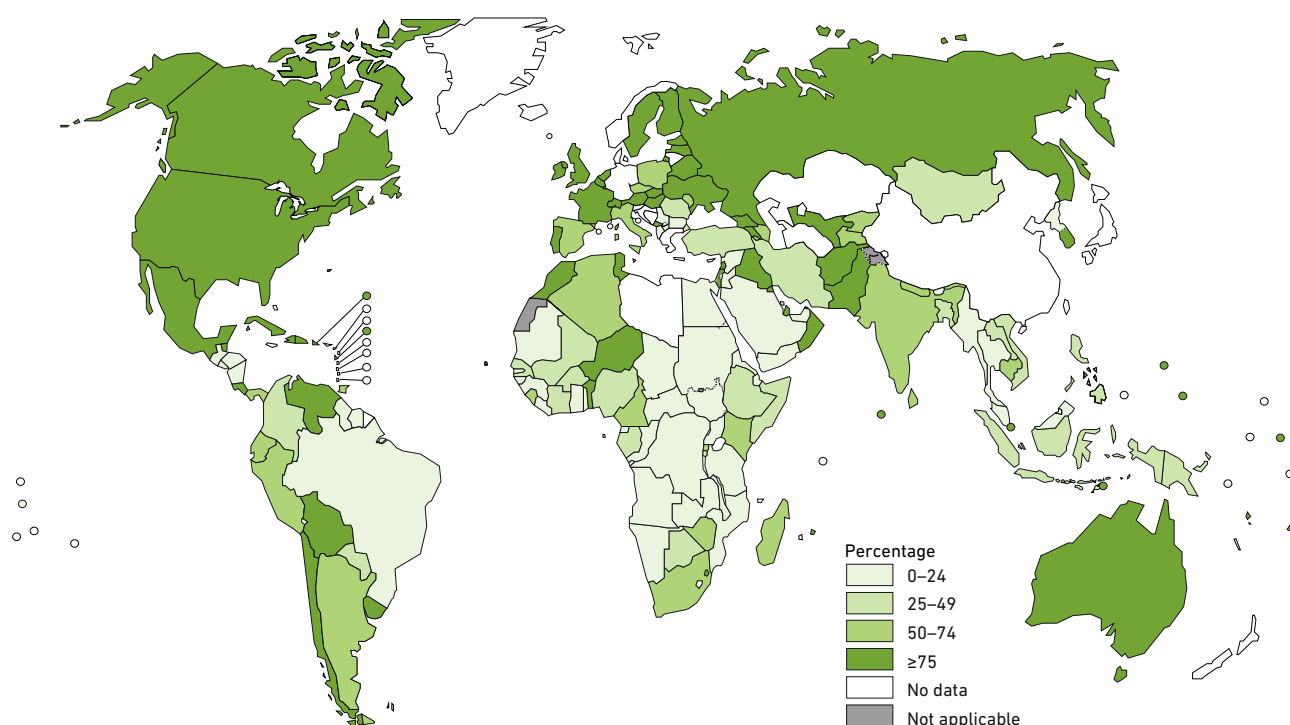 Percentage
0–24
25–49
50–74
≥75
No data
Not applicable